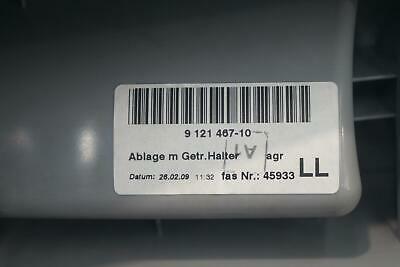 9 121 467-10
Ablage m Getr.Halter agr
Datum: 26.02.09 11:32 fas Nr.: 45933 LL